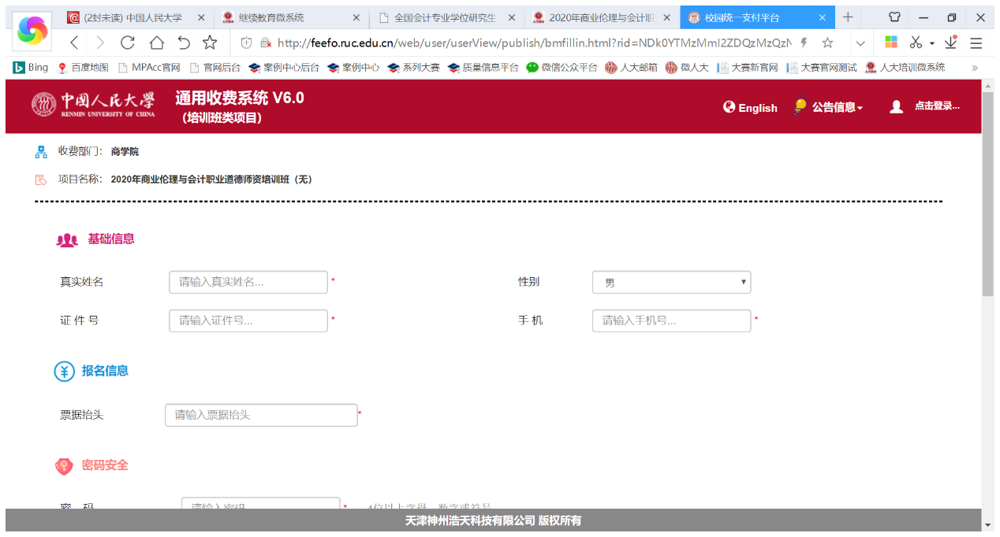 (2封未读) 中国人民大学
继续教育微系统
全国会计专业学位研究生
2020年商业伦理与会计职
校园统一支付平台
http://feefo.ruc.edu.cn/web/user/userView/publish/bmfillin.html?rid=NDk0YTMzMmI2ZDQzMzQzN
Bing 百度地图 MPAcc官网 官网后台 案例中心后台 案例中心 系列大赛 质量信息平台 微信公众平台 人大邮箱 微人大 大赛新官网 大赛官网测试 人大培训微系统 »
中国人民大学
RENMIN UNIVERSITY OF CHINA
通用收费系统 V6.0
(培训班类项目)
English 公告信息 点击登录...
收费部门: 商学院
项目名称: 2020年商业伦理与会计职业道德师资培训班（无）
基础信息
真实姓名 请输入真实姓名... * 性别 男
证 件 号 请输入证件号... * 手 机 请输入手机号... *
报名信息
票据抬头 请输入票据抬头 *
密码安全
密 码 请输入密码 * 4位以上字母、数字或符号
天津神州浩天科技有限公司 版权所有